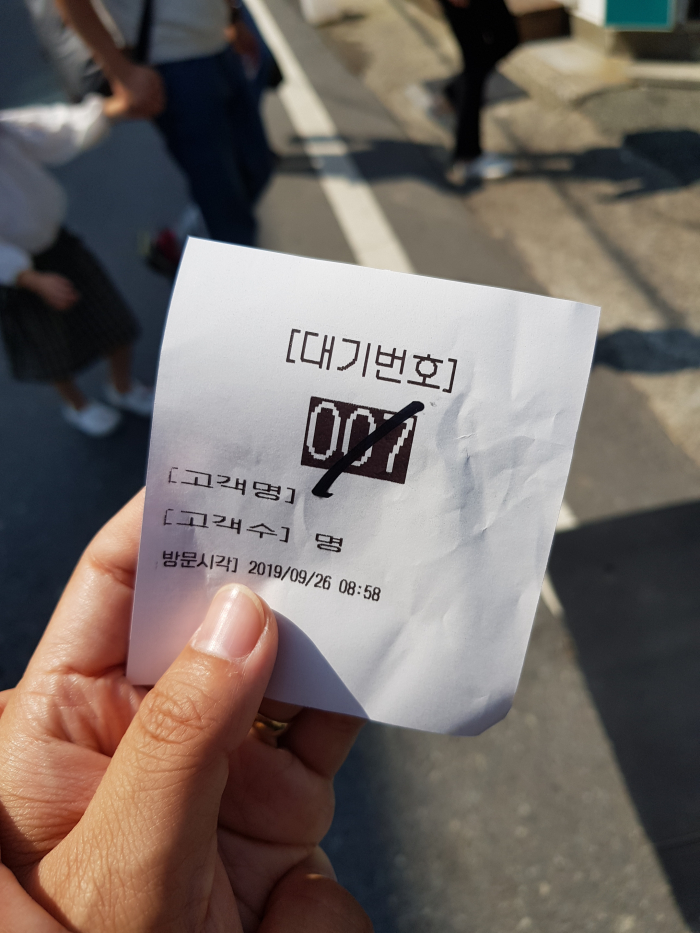 [대기번호]
007
[고객명]
[고객수] 명
방문시각] 2019/09/26 08:58